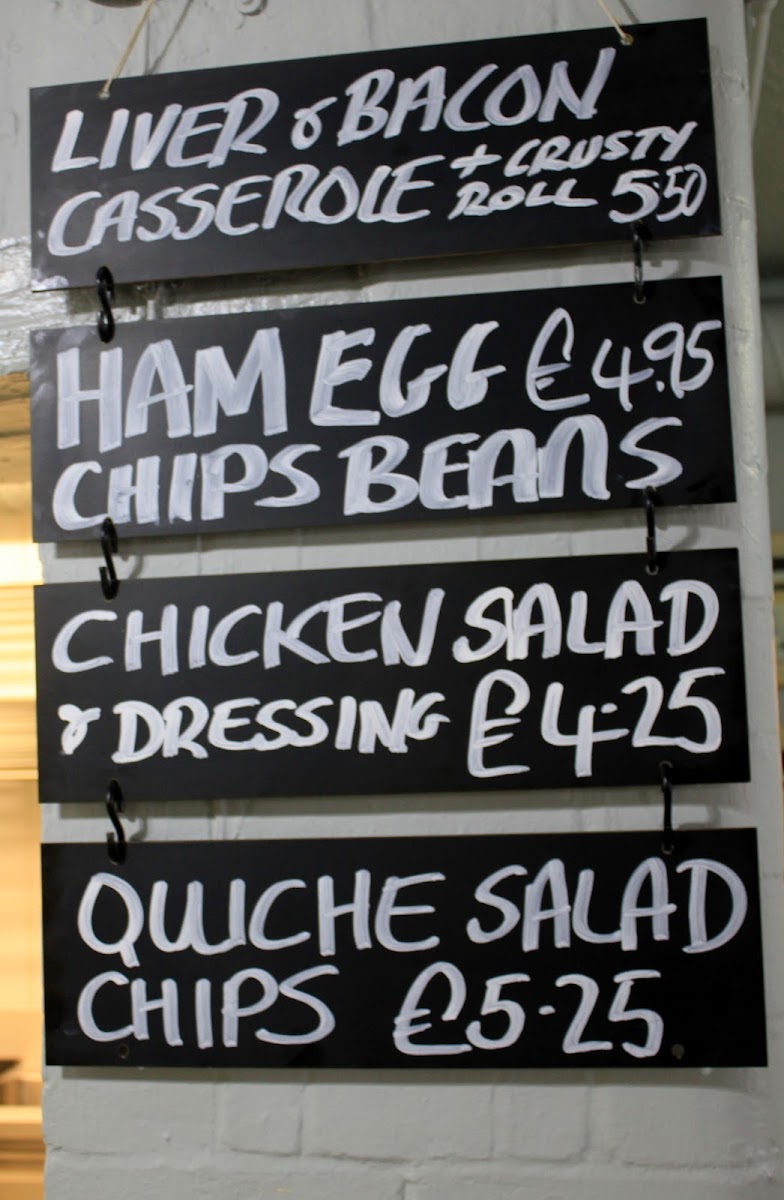 LIVER & BACON
CASSEROLE + CRUSTY ROLL 5.50
HAM EGG £4.95
CHIPS BEANS
CHICKEN SALAD
& DRESSING £4.25
QUICHE SALAD
CHIPS £5.25